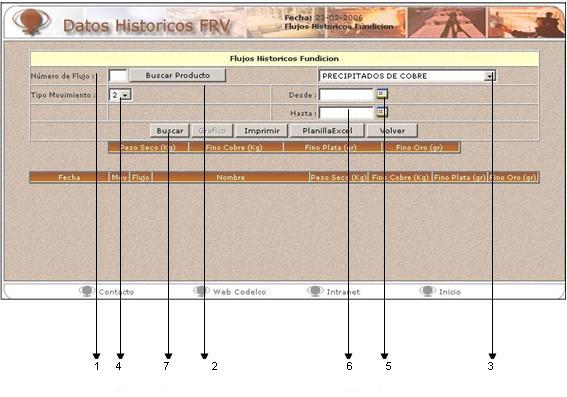 Datos Historicos FRV
Fecha: 23-02-2006
Flujos Historicos Fundicion
Flujos Historicos Fundicion
Número de Flujo : Buscar Producto PRECIPITADOS DE COBRE
Tipo Movimiento : 2 Desde :
Hasta :
Buscar Grafico Imprimir PlanillaExcel Volver
Peso Seco (Kg) Fino Cobre (Kg) Fino Plata (gr) Fino Oro (gr)
Fecha Mov Flujo Nombre Peso Seco (Kg) Fino Cobre (Kg) Fino Plata (gr) Fino Oro (gr)
Contacto Web Codelco Intranet Inicio
1 4 7 2 6 5 3